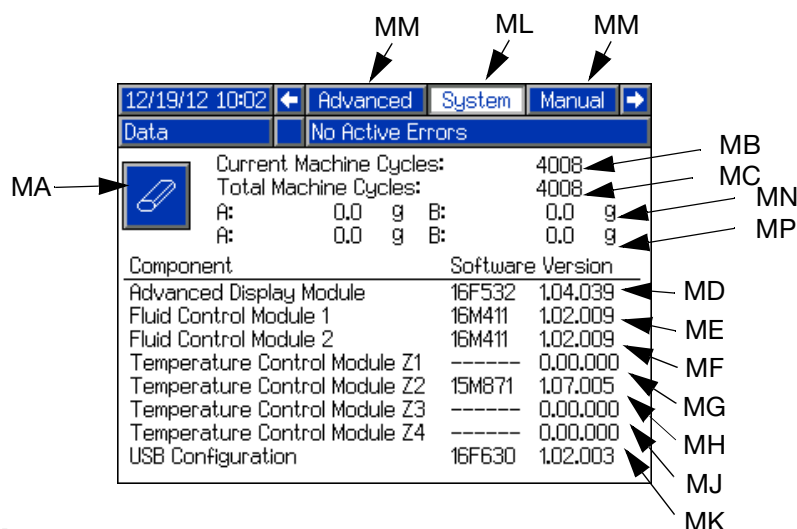 MM ML MM
12/19/12 10:02 Advanced System Manual
Data No Active Errors
Current Machine Cycles: 4008 MB
MA Total Machine Cycles: 4008 MC
A: 0.0 g B: 0.0 g MN
A: 0.0 g B: 0.0 g MP
Component Software Version
Advanced Display Module 16F532 1.04.039 MD
Fluid Control Module 1 16M411 1.02.009 ME
Fluid Control Module 2 16M411 1.02.009 MF
Temperature Control Module Z1 ------ 0.00.000 MG
Temperature Control Module Z2 15M871 1.07.005 MH
Temperature Control Module Z3 ------ 0.00.000 MJ
Temperature Control Module Z4 ------ 0.00.000
USB Configuration 16F630 1.02.003 MK